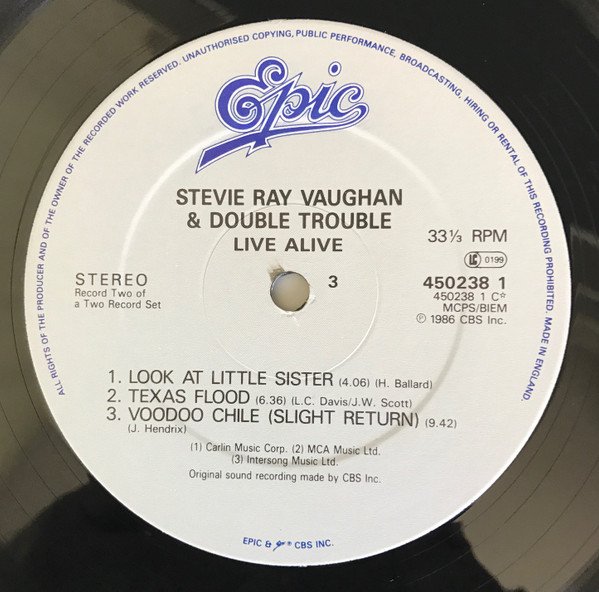 ALL RIGHTS OF THE PRODUCER AND OF THE OWNER OF THE RECORDED WORK RESERVED. UNAUTHORISED COPYING, PUBLIC PERFORMANCE, BROADCASTING, HIRING OR RENTAL OF THIS RECORDING PROHIBITED. MADE IN ENGLAND.
Epic
STEVIE RAY VAUGHAN
& DOUBLE TROUBLE
LIVE ALIVE
33⅓ RPM
LC 0199
STEREO
Record Two of
a Two Record Set
3
450238 1
450238 1 C☆
MCPS/BIEM
℗ 1986 CBS Inc.
1. LOOK AT LITTLE SISTER (4.06) (H. Ballard)
2. TEXAS FLOOD (6.36) (L.C. Davis/J.W. Scott)
3. VOODOO CHILE (SLIGHT RETURN) (9.42)
(J. Hendrix)
(1) Carlin Music Corp. (2) MCA Music Ltd.
(3) Intersong Music Ltd.
Original sound recording made by CBS Inc.
EPIC & ® CBS INC.